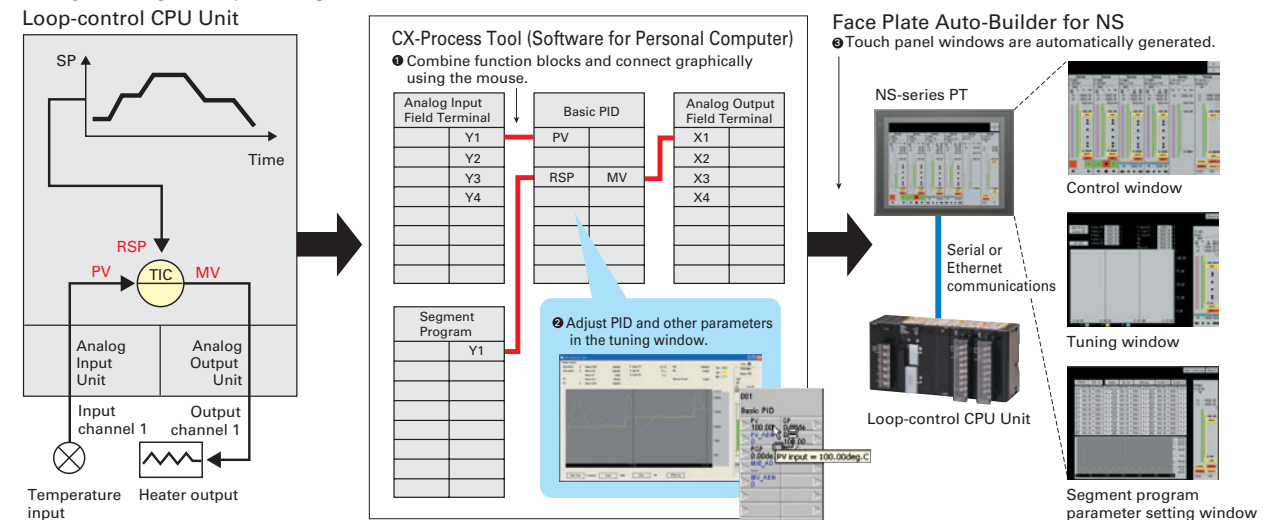 Loop-control CPU Unit
SP
Time
RSP
PV
TIC
MV
Analog
Input
Unit
Analog
Output
Unit
Input
channel 1
Output
channel 1
Temperature
input
Heater output
CX-Process Tool (Software for Personal Computer)
❶ Combine function blocks and connect graphically
using the mouse.
Analog Input
Field Terminal
Y1
Y2
Y3
Y4
Basic PID
PV
RSP MV
Analog Output
Field Terminal
X1
X2
X3
X4
Segment
Program
Y1
❷ Adjust PID and other parameters
in the tuning window.
001
Basic PID
PV
100.00
PV input = 100.00deg.C
Face Plate Auto-Builder for NS
❸ Touch panel windows are automatically generated.
NS-series PT
Serial or
Ethernet
communications
Loop-control CPU Unit
Control window
Tuning window
Segment program
parameter setting window